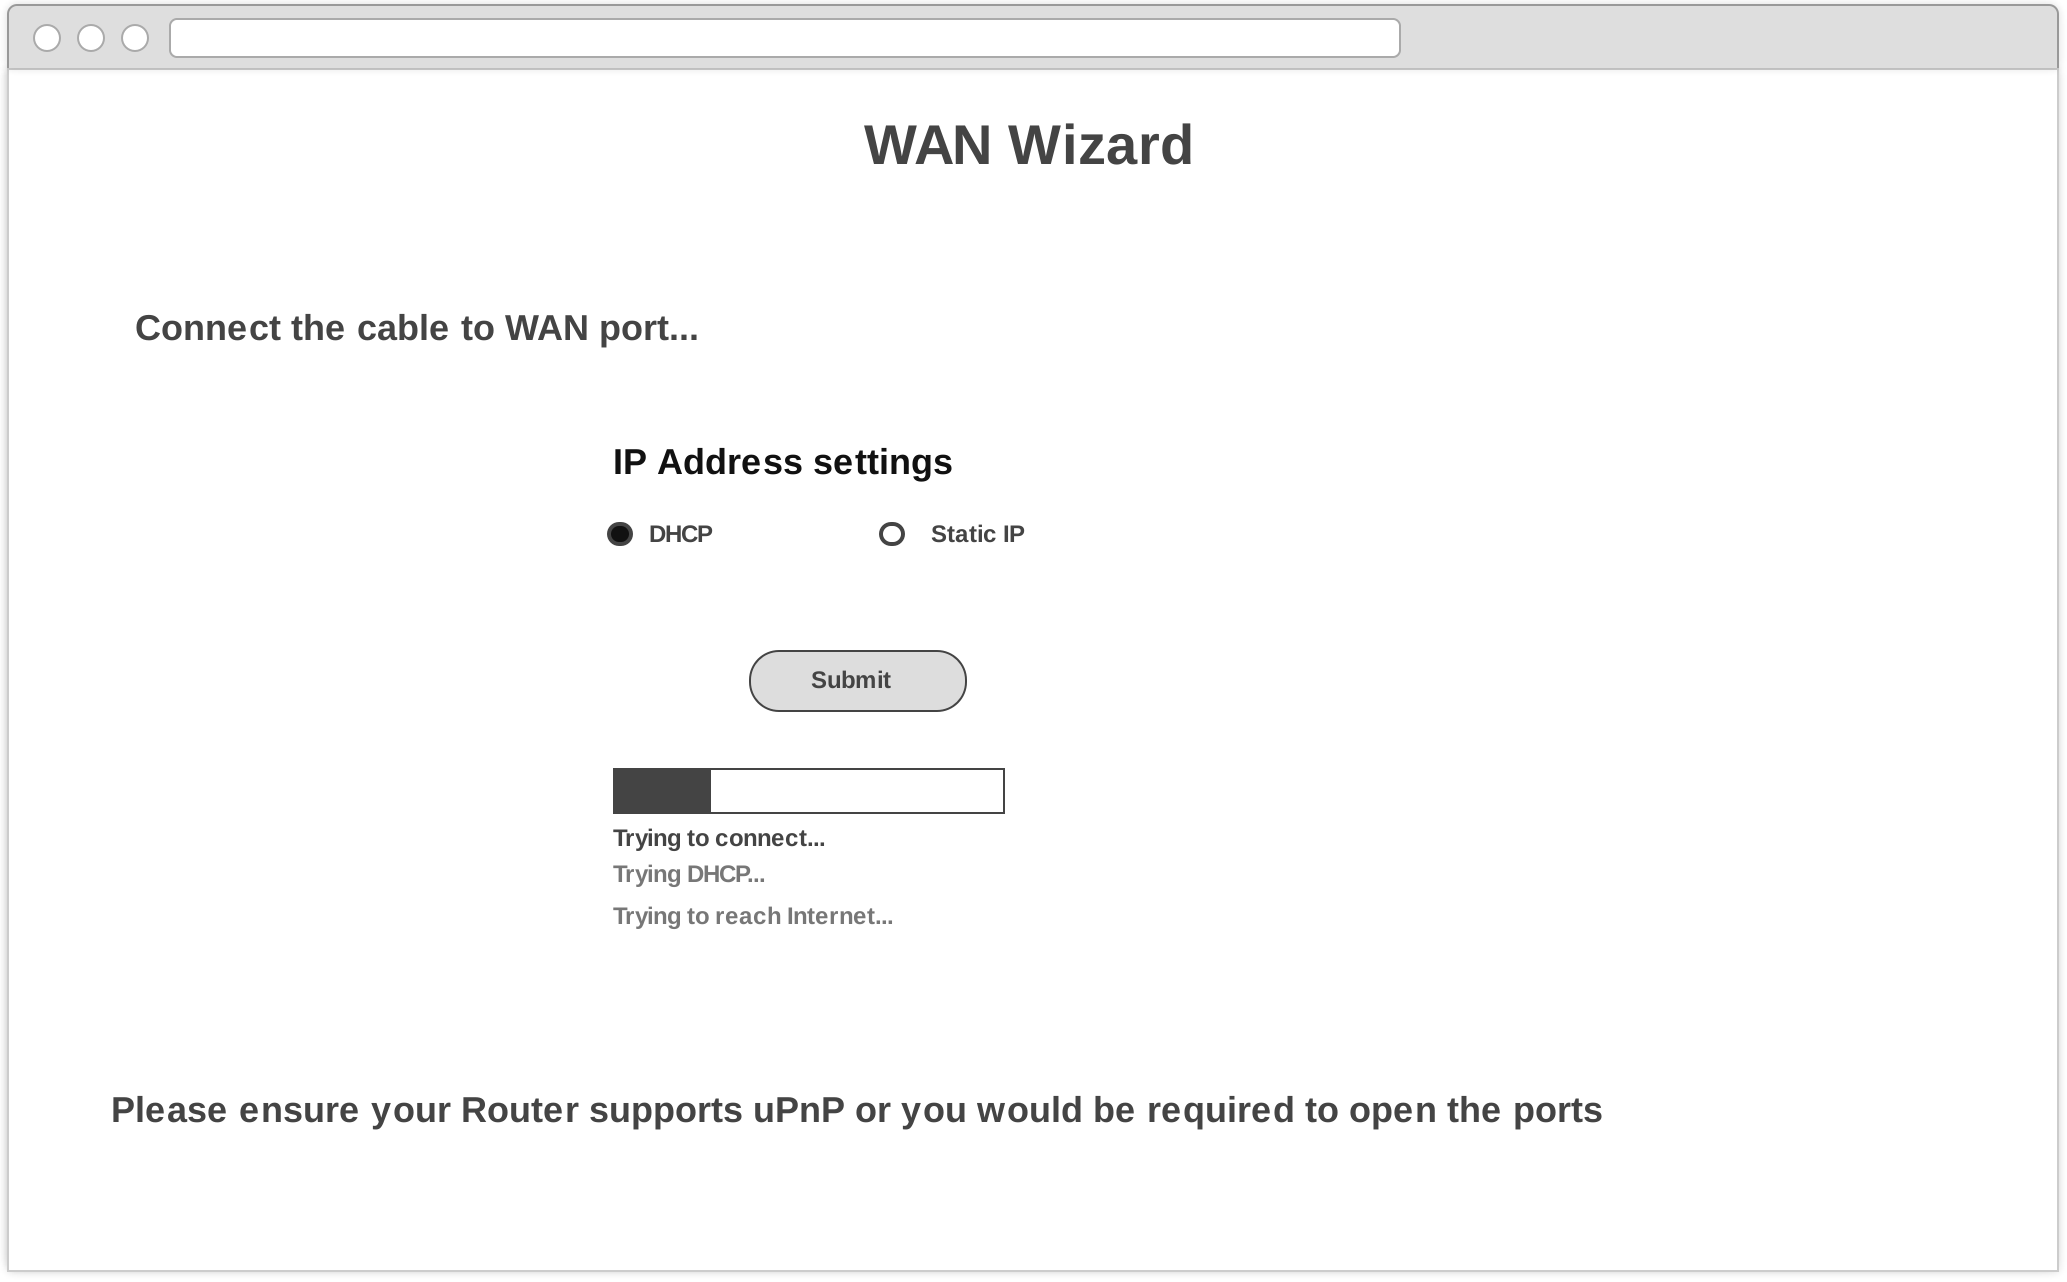 WAN Wizard
Connect the cable to WAN port...
IP Address settings
DHCP Static IP
Submit
Trying to connect...
Trying DHCP...
Trying to reach Internet...
Please ensure your Router supports uPnP or you would be required to open the ports